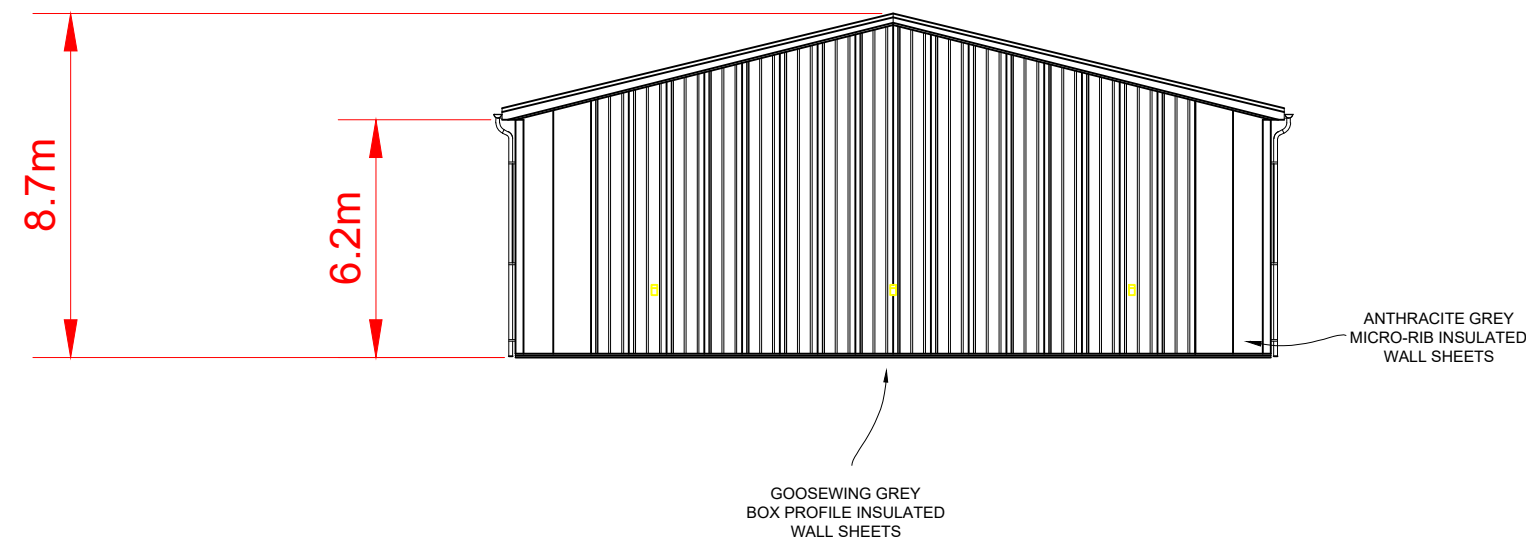 8.7m
6.2m
ANTHRACITE GREY
MICRO-RIB INSULATED
WALL SHEETS
GOOSEWING GREY
BOX PROFILE INSULATED
WALL SHEETS